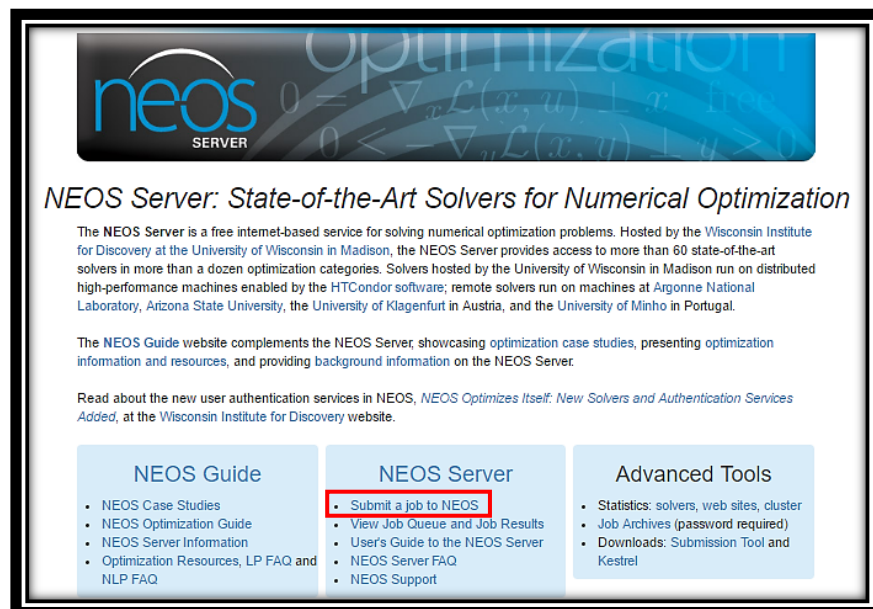 optimization
neos
SERVER
0 = ∇xL(x, y) ⊥ x free
0 < −∇yL(x, y) ⊥ y > 0
NEOS Server: State-of-the-Art Solvers for Numerical Optimization
The NEOS Server is a free internet-based service for solving numerical optimization problems. Hosted by the Wisconsin Institute
for Discovery at the University of Wisconsin in Madison, the NEOS Server provides access to more than 60 state-of-the-art
solvers in more than a dozen optimization categories. Solvers hosted by the University of Wisconsin in Madison run on distributed
high-performance machines enabled by the HTCondor software; remote solvers run on machines at Argonne National
Laboratory, Arizona State University, the University of Klagenfurt in Austria, and the University of Minho in Portugal.
The NEOS Guide website complements the NEOS Server, showcasing optimization case studies, presenting optimization
information and resources, and providing background information on the NEOS Server.
Read about the new user authentication services in NEOS, NEOS Optimizes Itself: New Solvers and Authentication Services
Added, at the Wisconsin Institute for Discovery website.
NEOS Guide
• NEOS Case Studies
• NEOS Optimization Guide
• NEOS Server Information
• Optimization Resources, LP FAQ and
NLP FAQ
NEOS Server
• Submit a job to NEOS
• View Job Queue and Job Results
• User's Guide to the NEOS Server
• NEOS Server FAQ
• NEOS Support
Advanced Tools
• Statistics: solvers, web sites, cluster
• Job Archives (password required)
• Downloads: Submission Tool and
Kestrel